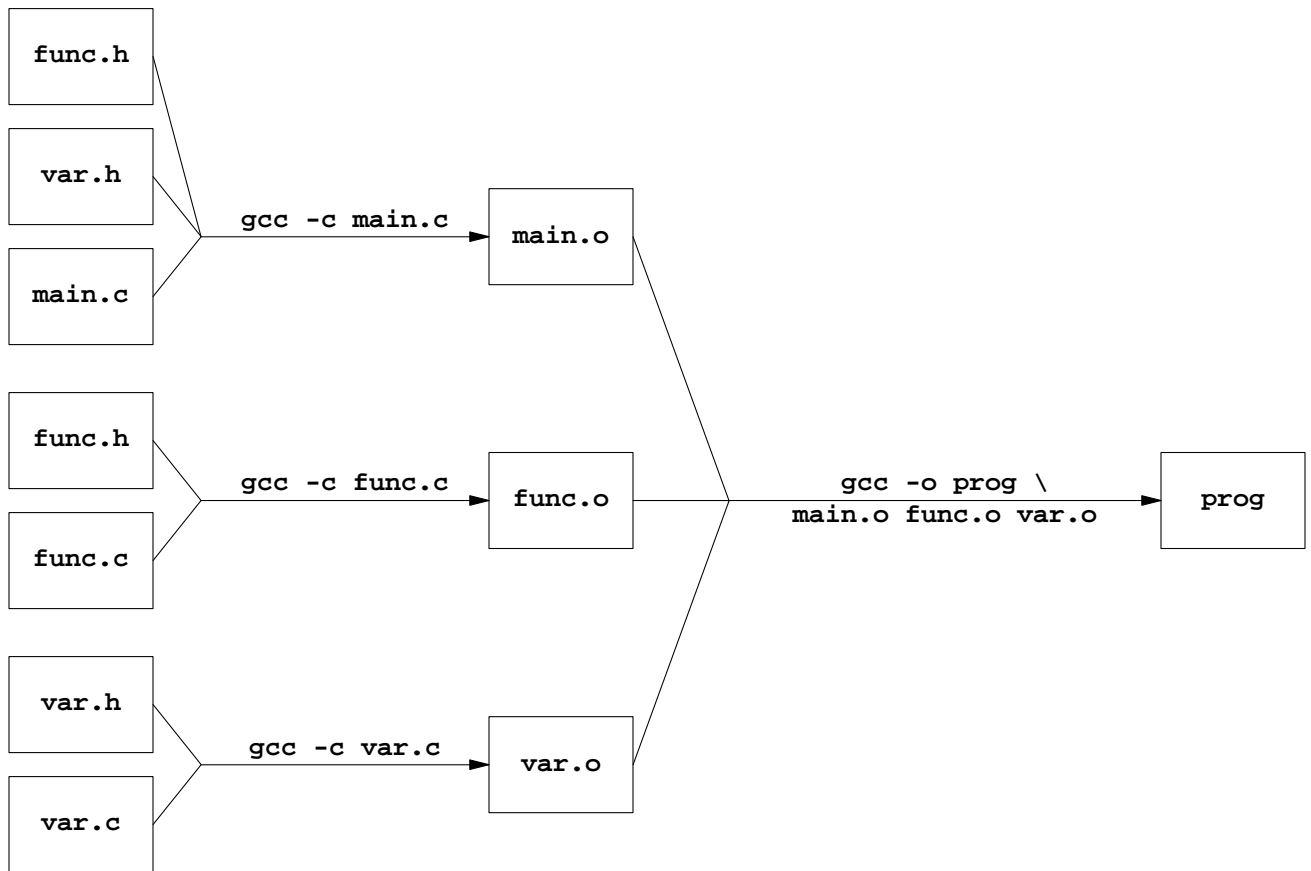 func.h
var.h
gcc -c main.c
main.o
main.c
func.h
gcc -c func.c
func.o
gcc -o prog \
main.o func.o var.o
prog
func.c
var.h
gcc -c var.c
var.o
var.c